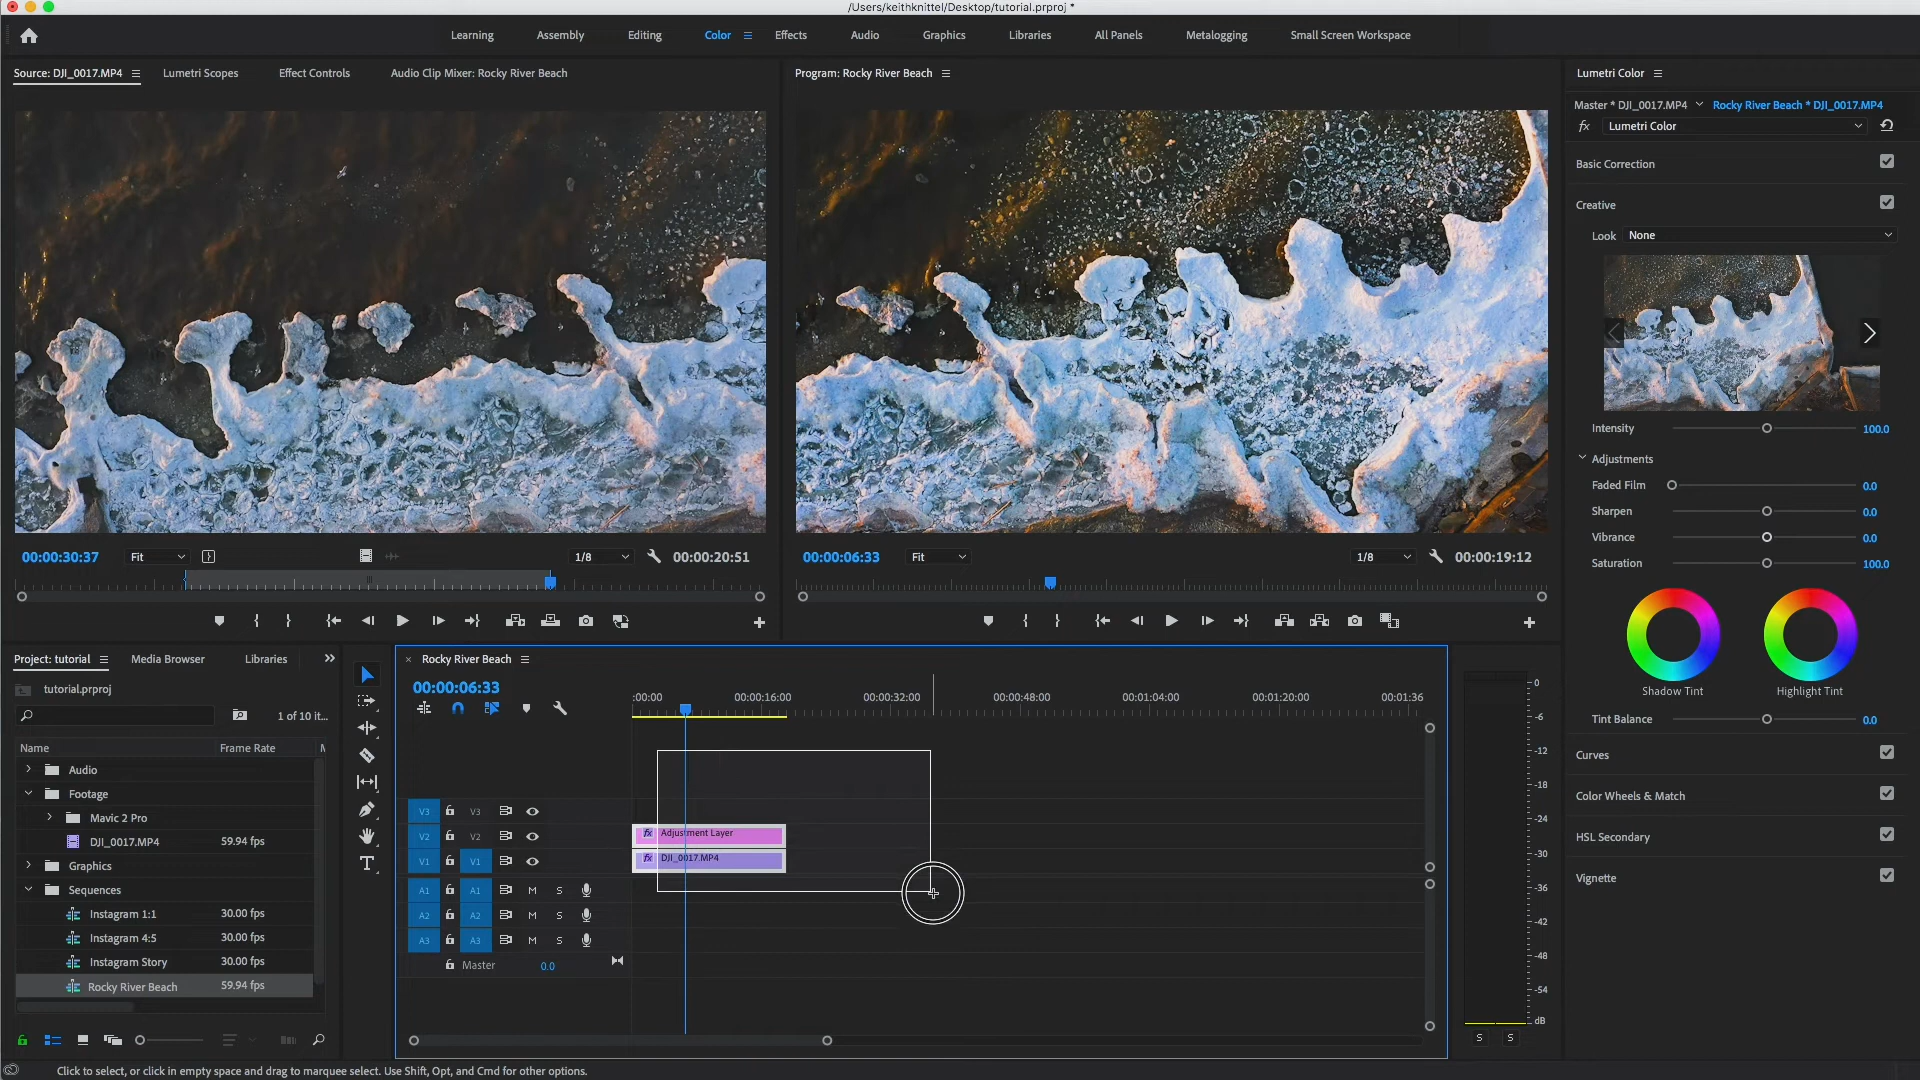 /Users/keithknittel/Desktop/tutorial.prproj *
Learning Assembly Editing Color Effects Audio Graphics Libraries All Panels Metalogging Small Screen Workspace
Source: DJI_0017.MP4 Lumetri Scopes Effect Controls Audio Clip Mixer: Rocky River Beach
Program: Rocky River Beach
Lumetri Color
Master * DJI_0017.MP4 Rocky River Beach * DJI_0017.MP4
fx Lumetri Color
Basic Correction
Creative
Look None
Intensity 100.0
Adjustments
Faded Film 0.0
Sharpen 0.0
Vibrance 0.0
Saturation 100.0
Shadow Tint Highlight Tint
Tint Balance 0.0
Curves
Color Wheels & Match
HSL Secondary
Vignette
00:00:30:37 Fit 1/8 00:00:20:51
00:00:06:33 Fit 1/8 00:00:19:12
Project: tutorial Media Browser Libraries
tutorial.prproj
1 of 10 it...
Name Frame Rate
Audio
Footage
Mavic 2 Pro
DJI_0017.MP4 59.94 fps
Graphics
Sequences
Instagram 1:1 30.00 fps
Instagram 4:5 30.00 fps
Instagram Story 30.00 fps
Rocky River Beach 59.94 fps
Rocky River Beach
00:00:06:33
:00:00 00:00:16:00 00:00:32:00 00:00:48:00 00:01:04:00 00:01:20:00 00:01:36
V3 V3
V2 V2 fx Adjustment Layer
V1 V1 fx DJI_0017.MP4
A1 A1 M S
A2 A2 M S
A3 A3 M S
Master 0.0
0
-6
-12
-18
-24
-30
-36
-42
-48
-54
dB
S S
Click to select, or click in empty space and drag to marquee select. Use Shift, Opt, and Cmd for other options.